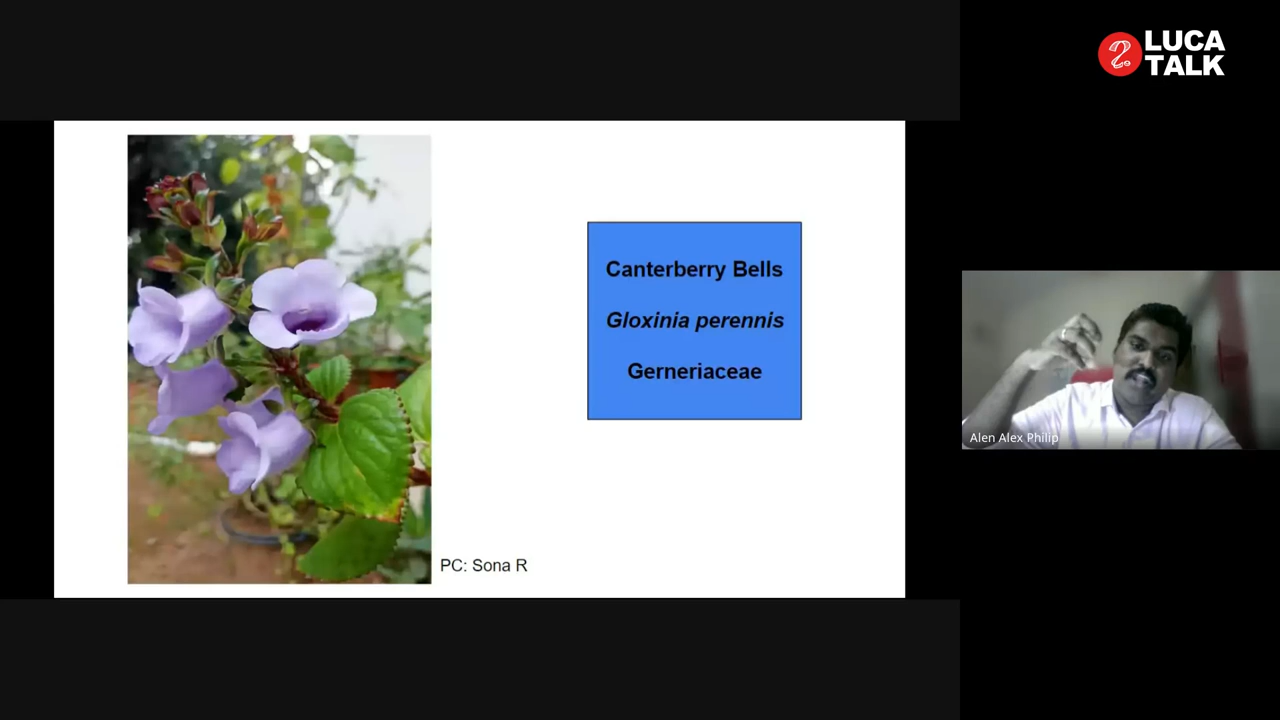 LUCA
TALK
Canterberry Bells
Gloxinia perennis
Gerneriaceae
PC: Sona R
Alen Alex Philip